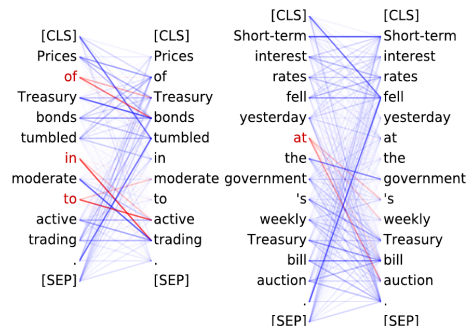 [CLS] [CLS]
Prices Prices
of of
Treasury Treasury
bonds bonds
tumbled tumbled
in in
moderate moderate
to to
active active
trading trading
. .
[SEP] [SEP]
[CLS] [CLS]
Short-term Short-term
interest interest
rates rates
fell fell
yesterday yesterday
at at
the the
government government
's 's
weekly weekly
Treasury Treasury
bill bill
auction auction
. .
[SEP] [SEP]